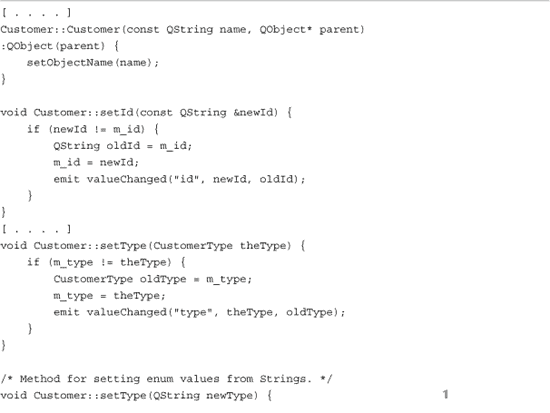 [ . . . . ]
Customer::Customer(const QString name, QObject* parent)
:QObject(parent) {
    setObjectName(name);
}

void Customer::setId(const QString &newId) {
    if (newId != m_id) {
        QString oldId = m_id;
        m_id = newId;
        emit valueChanged("id", newId, oldId);
    }
}
[ . . . . ]
void Customer::setType(CustomerType theType) {
    if (m_type != theType) {
        CustomerType oldType = m_type;
        m_type = theType;
        emit valueChanged("type", theType, oldType);
    }
}

/* Method for setting enum values from Strings. */
void Customer::setType(QString newType) {                    1